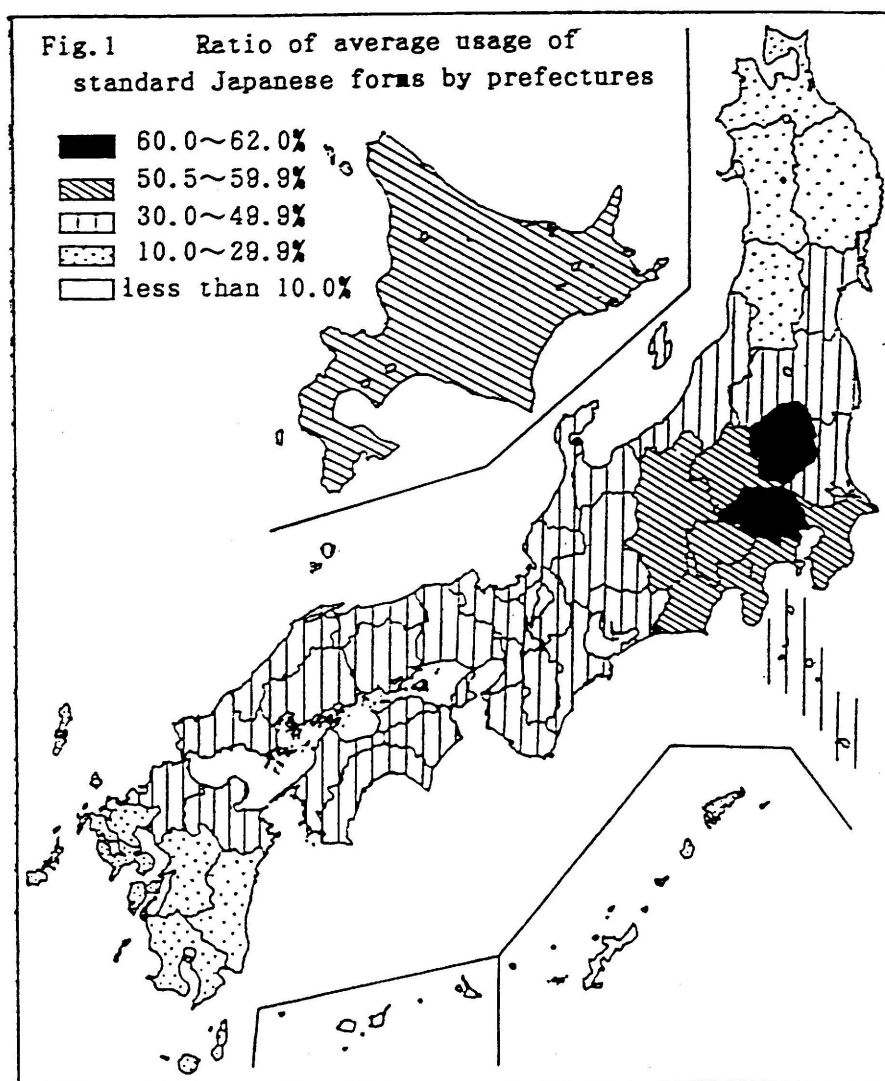 Fig.1 Ratio of average usage of
standard Japanese forms by prefectures
60.0～62.0%
50.5～59.9%
30.0～49.9%
10.0～29.9%
less than 10.0%